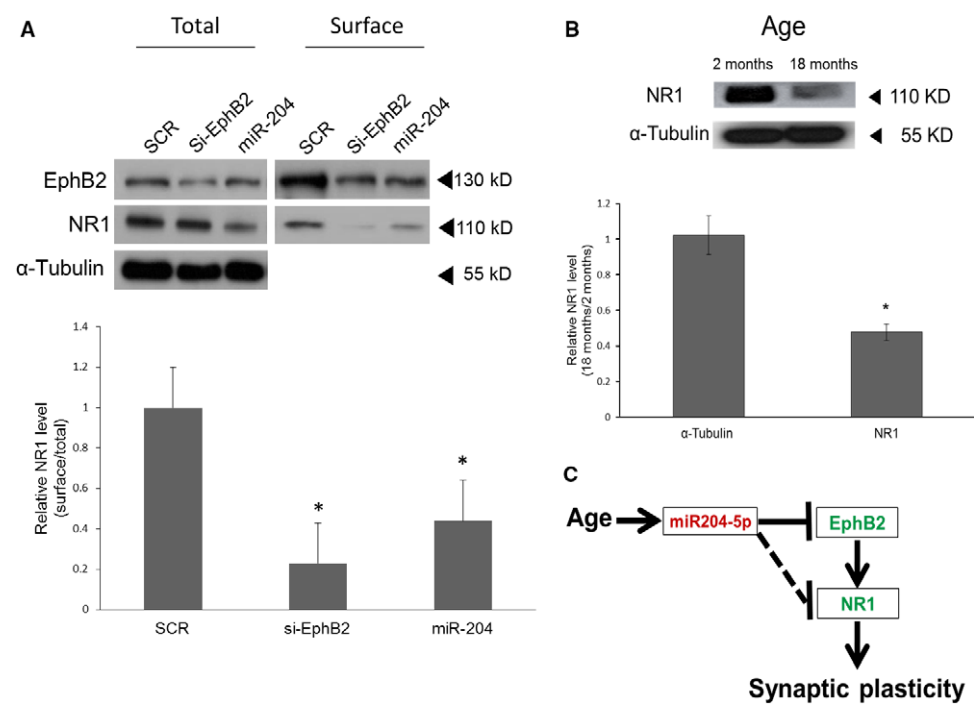 A
Total Surface
SCR Si-EphB2 miR-204 SCR Si-EphB2 miR-204
EphB2 130 kD
NR1 110 kD
α-Tubulin 55 kD
Relative NR1 level
(surface/total)
1.4
1.2
1
0.8
0.6
0.4
0.2
0
* *
SCR si-EphB2 miR-204
B
Age
2 months 18 months
NR1 110 KD
α-Tubulin 55 KD
Relative NR1 level
(18 months/2 months)
1.2
1
0.8
0.6
0.4
0.2
0
*
α-Tubulin NR1
C
Age miR204-5p EphB2
NR1
Synaptic plasticity